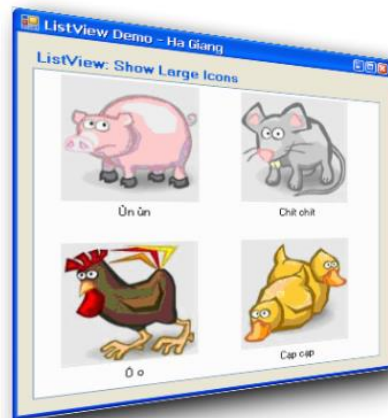 ListView Demo - Ha Giang
ListView: Show Large Icons
Ủn ủn
Chít chít
Ò o
Cạp cạp